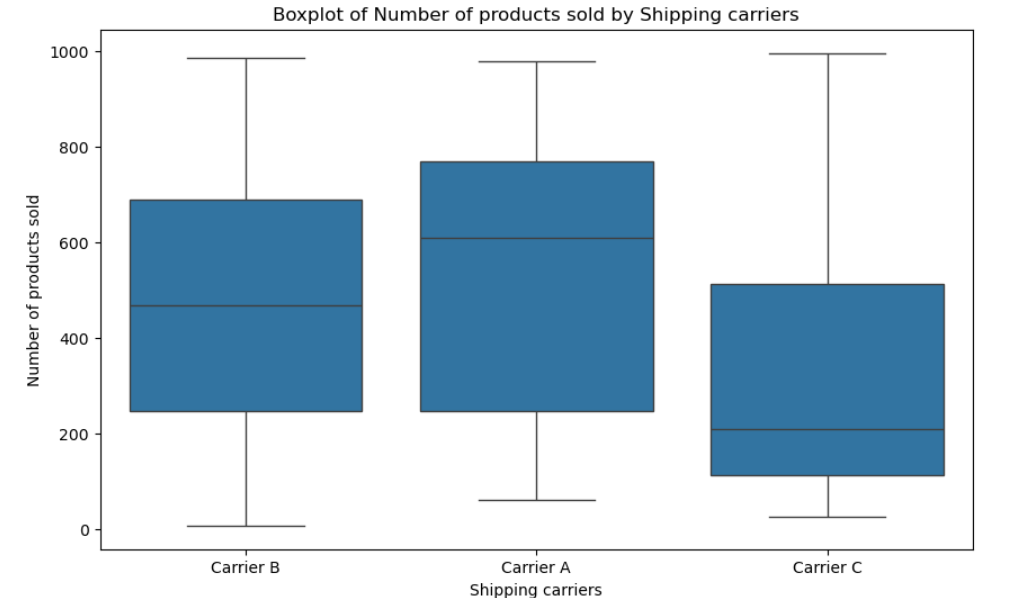 Boxplot of Number of products sold by Shipping carriers
1000
800
600
400
200
0
Number of products sold
Carrier B
Carrier A
Carrier C
Shipping carriers